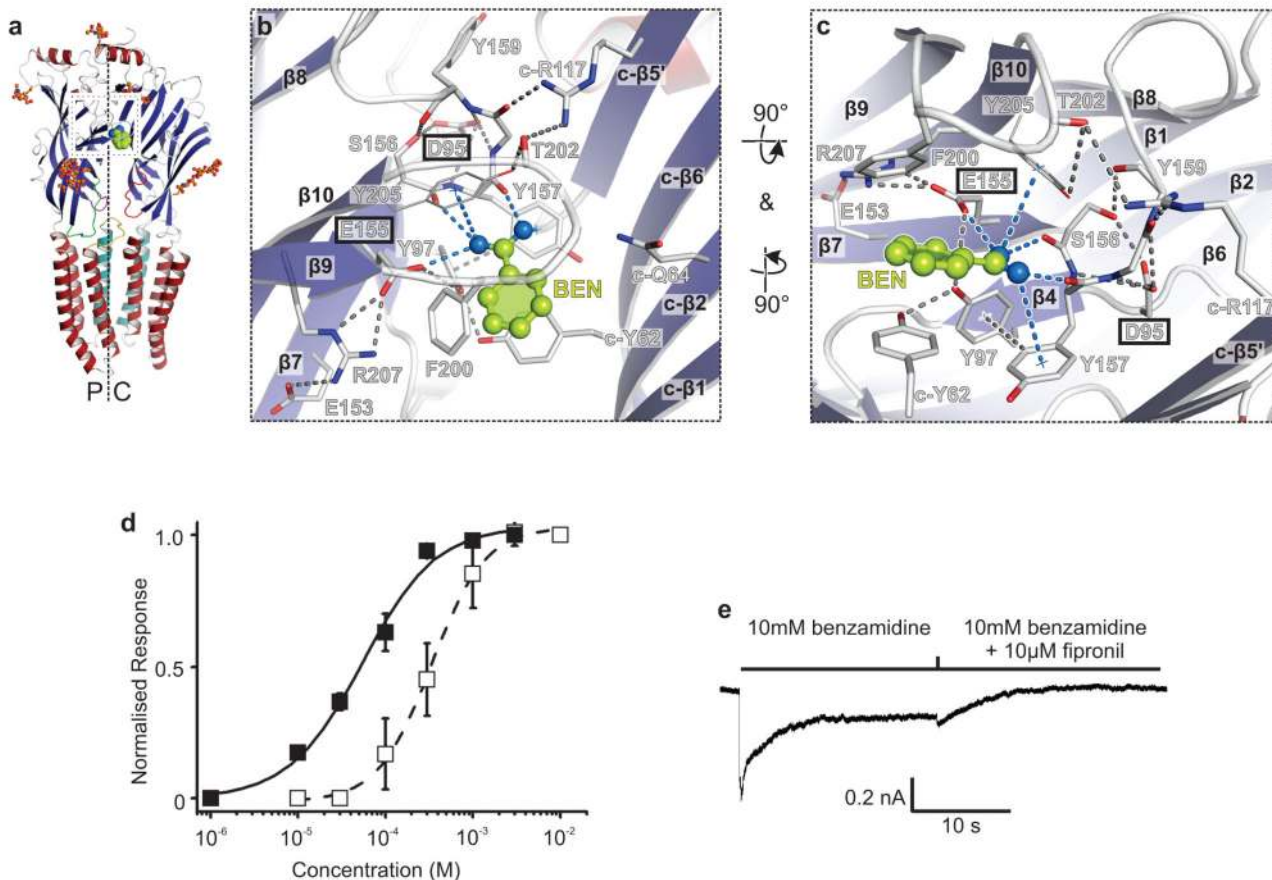 a
P C
b
Y159
c-R117
c-β5'
β8
S156
D95
T202
c-β6
Y205
Y157
β10
E155
Y97
c-Q64
β9
BEN
c-β2
F200
c-Y62
β7
R207
c-β1
E153
90°
&
90°
c
β10
T202
β8
β9
Y205
β1
R207
F200
Y159
E155
β2
E153
β7
S156
β6
BEN
β4
c-R117
D95
Y97
Y157
c-β5'
c-Y62
d
1.0
0.5
0
Normalised Response
10⁻⁶ 10⁻⁵ 10⁻⁴ 10⁻³ 10⁻²
Concentration (M)
e
10mM benzamidine
10mM benzamidine
+ 10µM fipronil
0.2 nA
10 s